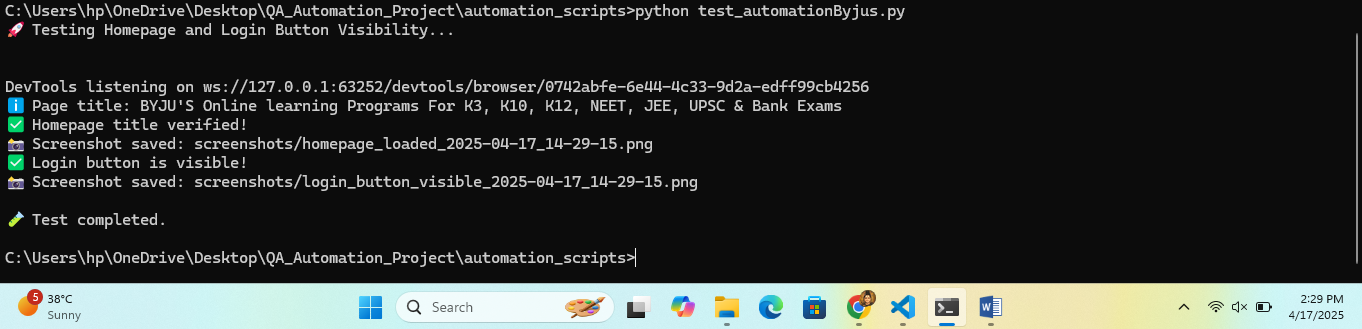 C:\Users\hp\OneDrive\Desktop\QA_Automation_Project\automation_scripts>python test_automationByjus.py
🚀 Testing Homepage and Login Button Visibility...
DevTools listening on ws://127.0.0.1:63252/devtools/browser/0742abfe-6e44-4c33-9d2a-edff99cb4256
ℹ️ Page title: BYJU'S Online learning Programs For K3, K10, K12, NEET, JEE, UPSC & Bank Exams
✅ Homepage title verified!
📸 Screenshot saved: screenshots/homepage_loaded_2025-04-17_14-29-15.png
✅ Login button is visible!
📸 Screenshot saved: screenshots/login_button_visible_2025-04-17_14-29-15.png
🧪 Test completed.
C:\Users\hp\OneDrive\Desktop\QA_Automation_Project\automation_scripts>
5
38°C
Sunny
Search
2:29 PM
4/17/2025